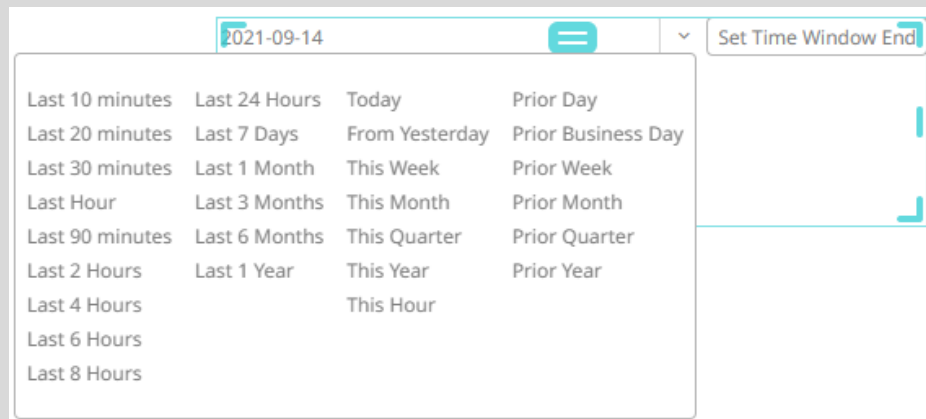 2021-09-14
Set Time Window End
Last 10 minutes Last 24 Hours Today Prior Day
Last 20 minutes Last 7 Days From Yesterday Prior Business Day
Last 30 minutes Last 1 Month This Week Prior Week
Last Hour Last 3 Months This Month Prior Month
Last 90 minutes Last 6 Months This Quarter Prior Quarter
Last 2 Hours Last 1 Year This Year Prior Year
Last 4 Hours This Hour
Last 6 Hours
Last 8 Hours